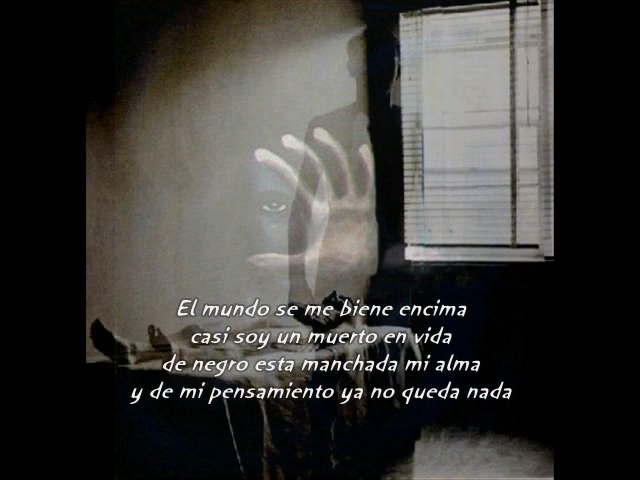 El mundo se me biene encima
casi soy un muerto en vida
de negro esta manchada mi alma
y de mi pensamiento ya no queda nada